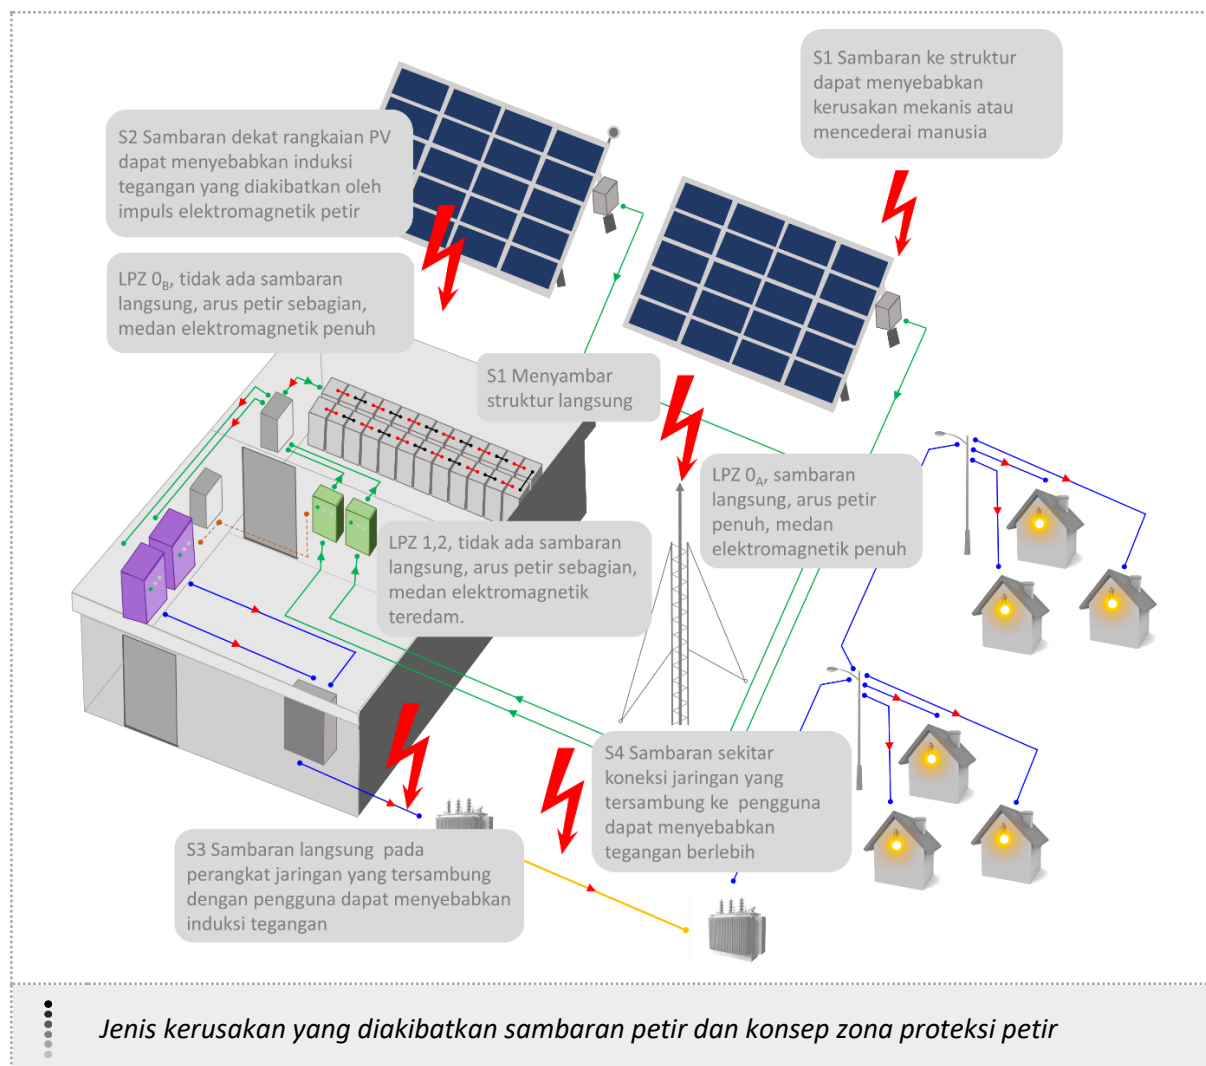 S1 Sambaran ke struktur
dapat menyebabkan
kerusakan mekanis atau
mencederai manusia
S2 Sambaran dekat rangkaian PV
dapat menyebabkan induksi
tegangan yang diakibatkan oleh
impuls elektromagnetik petir
LPZ 0B, tidak ada sambaran
langsung, arus petir sebagian,
medan elektromagnetik penuh
S1 Menyambar
struktur langsung
LPZ 0A, sambaran
langsung, arus petir
penuh, medan
elektromagnetik penuh
LPZ 1,2, tidak ada sambaran
langsung, arus petir sebagian,
medan elektromagnetik
teredam.
S4 Sambaran sekitar
koneksi jaringan yang
tersambung ke pengguna
dapat menyebabkan
tegangan berlebih
S3 Sambaran langsung pada
perangkat jaringan yang tersambung
dengan pengguna dapat menyebabkan
induksi tegangan
Jenis kerusakan yang diakibatkan sambaran petir dan konsep zona proteksi petir